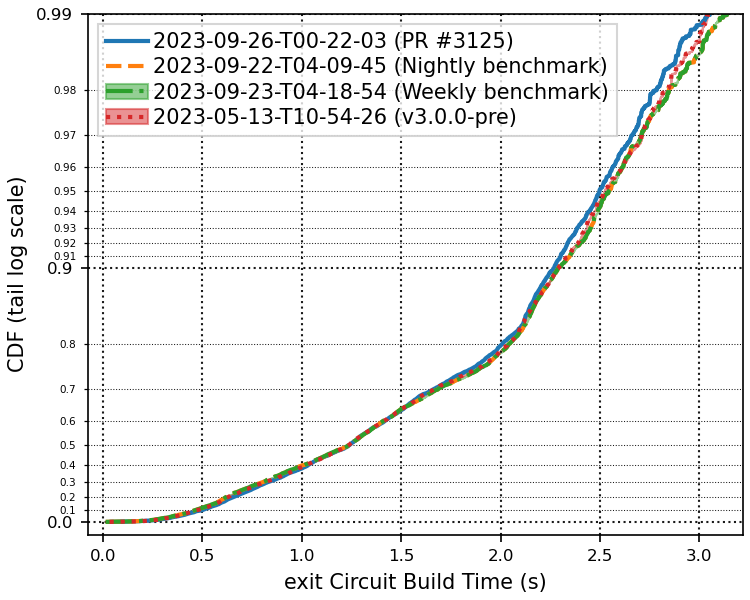 2023-09-26-T00-22-03 (PR #3125)
2023-09-22-T04-09-45 (Nightly benchmark)
2023-09-23-T04-18-54 (Weekly benchmark)
2023-05-13-T10-54-26 (v3.0.0-pre)
CDF (tail log scale)
0.99
0.98
0.97
0.96
0.95
0.94
0.93
0.92
0.91
0.9
0.8
0.7
0.6
0.5
0.4
0.3
0.2
0.1
0.0
0.0 0.5 1.0 1.5 2.0 2.5 3.0
exit Circuit Build Time (s)